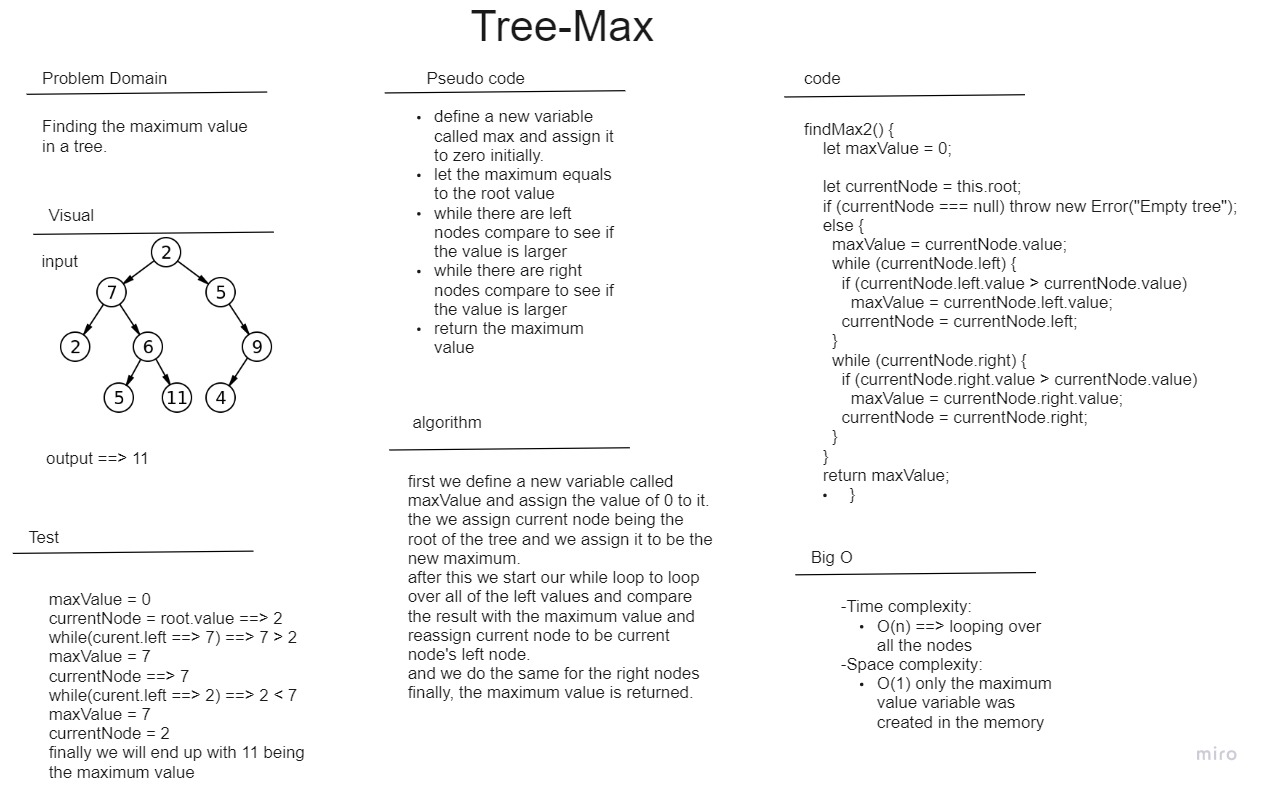 Tree-Max
Problem Domain
Finding the maximum value
in a tree.
Visual
input
2
7
5
2
6
9
5
11
4
output ==> 11
Test
maxValue = 0
currentNode = root.value ==> 2
while(curent.left ==> 7) ==> 7 > 2
maxValue = 7
currentNode ==> 7
while(curent.left ==> 2) ==> 2 < 7
maxValue = 7
currentNode = 2
finally we will end up with 11 being
the maximum value
Pseudo code
• define a new variable
called max and assign it
to zero initially.
• let the maximum equals
to the root value
• while there are left
nodes compare to see if
the value is larger
• while there are right
nodes compare to see if
the value is larger
• return the maximum
value
algorithm
first we define a new variable called
maxValue and assign the value of 0 to it.
the we assign current node being the
root of the tree and we assign it to be the
new maximum.
after this we start our while loop to loop
over all of the left values and compare
the result with the maximum value and
reassign current node to be current
node's left node.
and we do the same for the right nodes
finally, the maximum value is returned.
code
findMax2() {
let maxValue = 0;
let currentNode = this.root;
if (currentNode === null) throw new Error("Empty tree");
else {
maxValue = currentNode.value;
while (currentNode.left) {
if (currentNode.left.value > currentNode.value)
maxValue = currentNode.left.value;
currentNode = currentNode.left;
}
while (currentNode.right) {
if (currentNode.right.value > currentNode.value)
maxValue = currentNode.right.value;
currentNode = currentNode.right;
}
}
return maxValue;
• }
Big O
-Time complexity:
• O(n) ==> looping over
all the nodes
-Space complexity:
• O(1) only the maximum
value variable was
created in the memory
miro